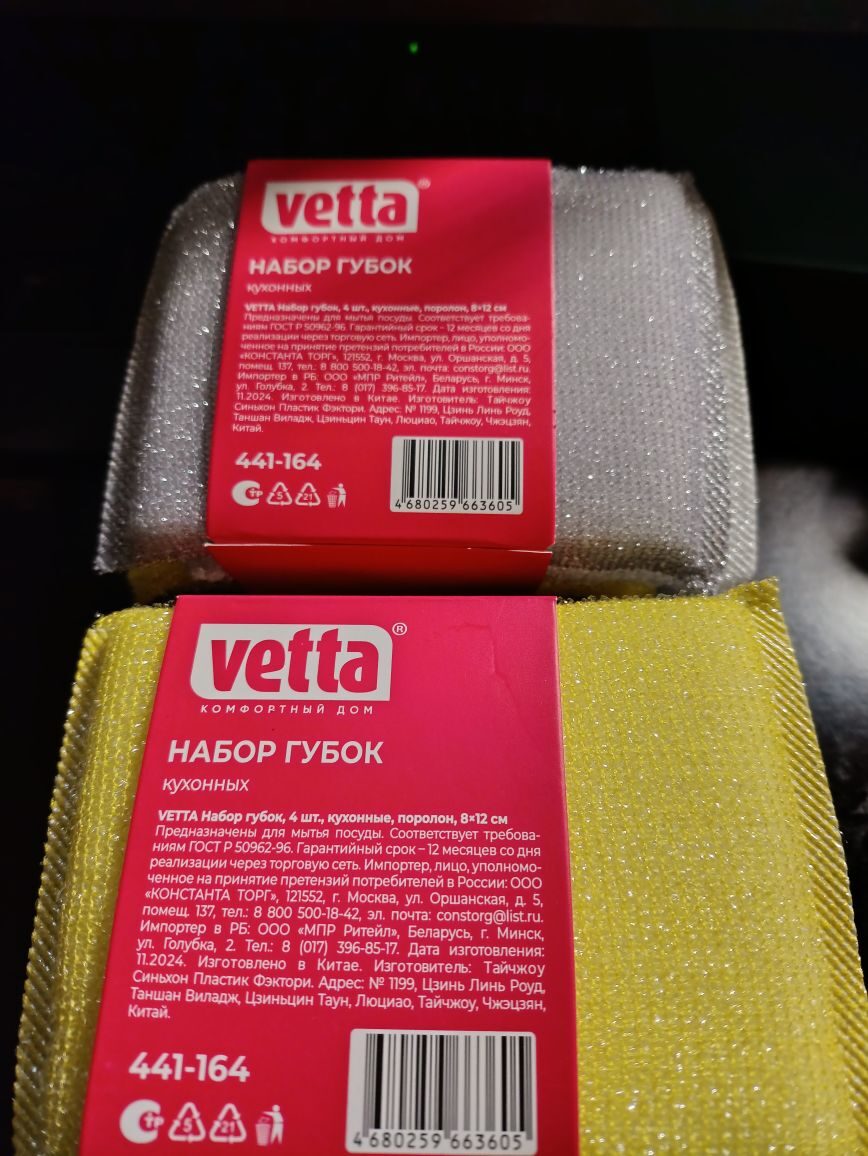 vetta®
КОМФОРТНЫЙ ДОМ
НАБОР ГУБОК
кухонных
VETTA Набор губок, 4 шт., кухонные, поролон, 8×12 см
Предназначены для мытья посуды. Соответствует требова-
ниям ГОСТ Р 50962-96. Гарантийный срок – 12 месяцев со дня
реализации через торговую сеть. Импортер, лицо, уполномо-
ченное на принятие претензий потребителей в России: ООО
«КОНСТАНТА ТОРГ», 121552, г. Москва, ул. Оршанская, д. 5,
помещ. 137, тел.: 8 800 500-18-42, эл. почта: constorg@list.ru.
Импортер в РБ: ООО «МПР Ритейл», Беларусь, г. Минск,
ул. Голубка, 2. Тел.: 8 (017) 396-85-17. Дата изготовления:
11.2024. Изготовлено в Китае. Изготовитель: Тайчжоу
Синьхон Пластик Фэктори. Адрес: № 1199, Цзинь Линь Роуд,
Таншан Виладж, Цзиньцин Таун, Люциао, Тайчжоу, Чжэцзян,
Китай.
441-164
ТР 5 21
4 680259 663605
vetta®
КОМФОРТНЫЙ ДОМ
НАБОР ГУБОК
кухонных
VETTA Набор губок, 4 шт., кухонные, поролон, 8×12 см
Предназначены для мытья посуды. Соответствует требова-
ниям ГОСТ Р 50962-96. Гарантийный срок – 12 месяцев со дня
реализации через торговую сеть. Импортер, лицо, уполномо-
ченное на принятие претензий потребителей в России: ООО
«КОНСТАНТА ТОРГ», 121552, г. Москва, ул. Оршанская, д. 5,
помещ. 137, тел.: 8 800 500-18-42, эл. почта: constorg@list.ru.
Импортер в РБ: ООО «МПР Ритейл», Беларусь, г. Минск,
ул. Голубка, 2. Тел.: 8 (017) 396-85-17. Дата изготовления:
11.2024. Изготовлено в Китае. Изготовитель: Тайчжоу
Синьхон Пластик Фэктори. Адрес: № 1199, Цзинь Линь Роуд,
Таншан Виладж, Цзиньцин Таун, Люциао, Тайчжоу, Чжэцзян,
Китай.
441-164
ТР 5 21
4 680259 663605